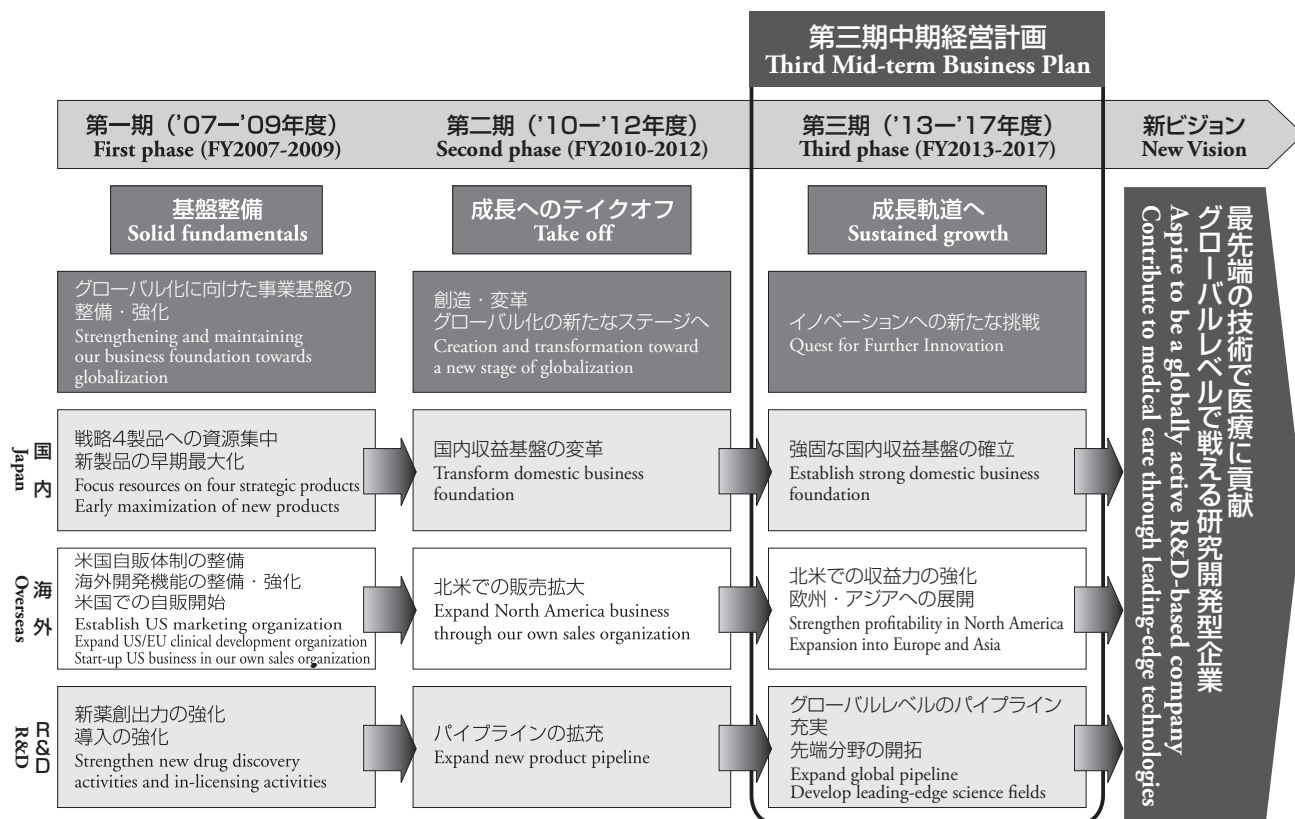 第三期中期経営計画
Third Mid-term Business Plan
第一期（'07―'09年度）
First phase (FY2007-2009)
第二期（'10―'12年度）
Second phase (FY2010-2012)
第三期（'13―'17年度）
Third phase (FY2013-2017)
新ビジョン
New Vision
基盤整備
Solid fundamentals
成長へのテイクオフ
Take off
成長軌道へ
Sustained growth
グローバル化に向けた事業基盤の
整備・強化
Strengthening and maintaining
our business foundation towards
globalization
創造・変革
グローバル化の新たなステージへ
Creation and transformation toward
a new stage of globalization
イノベーションへの新たな挑戦
Quest for Further Innovation
国内
Japan
戦略4製品への資源集中
新製品の早期最大化
Focus resources on four strategic products
Early maximization of new products
国内収益基盤の変革
Transform domestic business
foundation
強固な国内収益基盤の確立
Establish strong domestic business
foundation
海外
Overseas
米国自販体制の整備
海外開発機能の整備・強化
米国での自販開始
Establish US marketing organization
Expand US/EU clinical development organization
Start-up US business in our own sales organization
北米での販売拡大
Expand North America business
through our own sales organization
北米での収益力の強化
欧州・アジアへの展開
Strengthen profitability in North America
Expansion into Europe and Asia
R&D
R&D
新薬創出力の強化
導入の強化
Strengthen new drug discovery
activities and in-licensing activities
パイプラインの拡充
Expand new product pipeline
グローバルレベルのパイプライン
充実
先端分野の開拓
Expand global pipeline
Develop leading-edge science fields
最先端の技術で医療に貢献
グローバルレベルで戦える研究開発型企業
Aspire to be a globally active R&D-based company
Contribute to medical care through leading-edge technologies